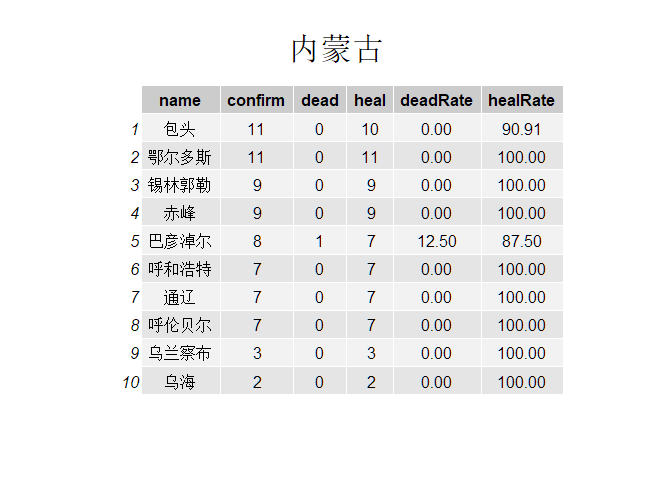 内蒙古
name confirm dead heal deadRate healRate
1 包头 11 0 10 0.00 90.91
2 鄂尔多斯 11 0 11 0.00 100.00
3 锡林郭勒 9 0 9 0.00 100.00
4 赤峰 9 0 9 0.00 100.00
5 巴彦淖尔 8 1 7 12.50 87.50
6 呼和浩特 7 0 7 0.00 100.00
7 通辽 7 0 7 0.00 100.00
8 呼伦贝尔 7 0 7 0.00 100.00
9 乌兰察布 3 0 3 0.00 100.00
10 乌海 2 0 2 0.00 100.00